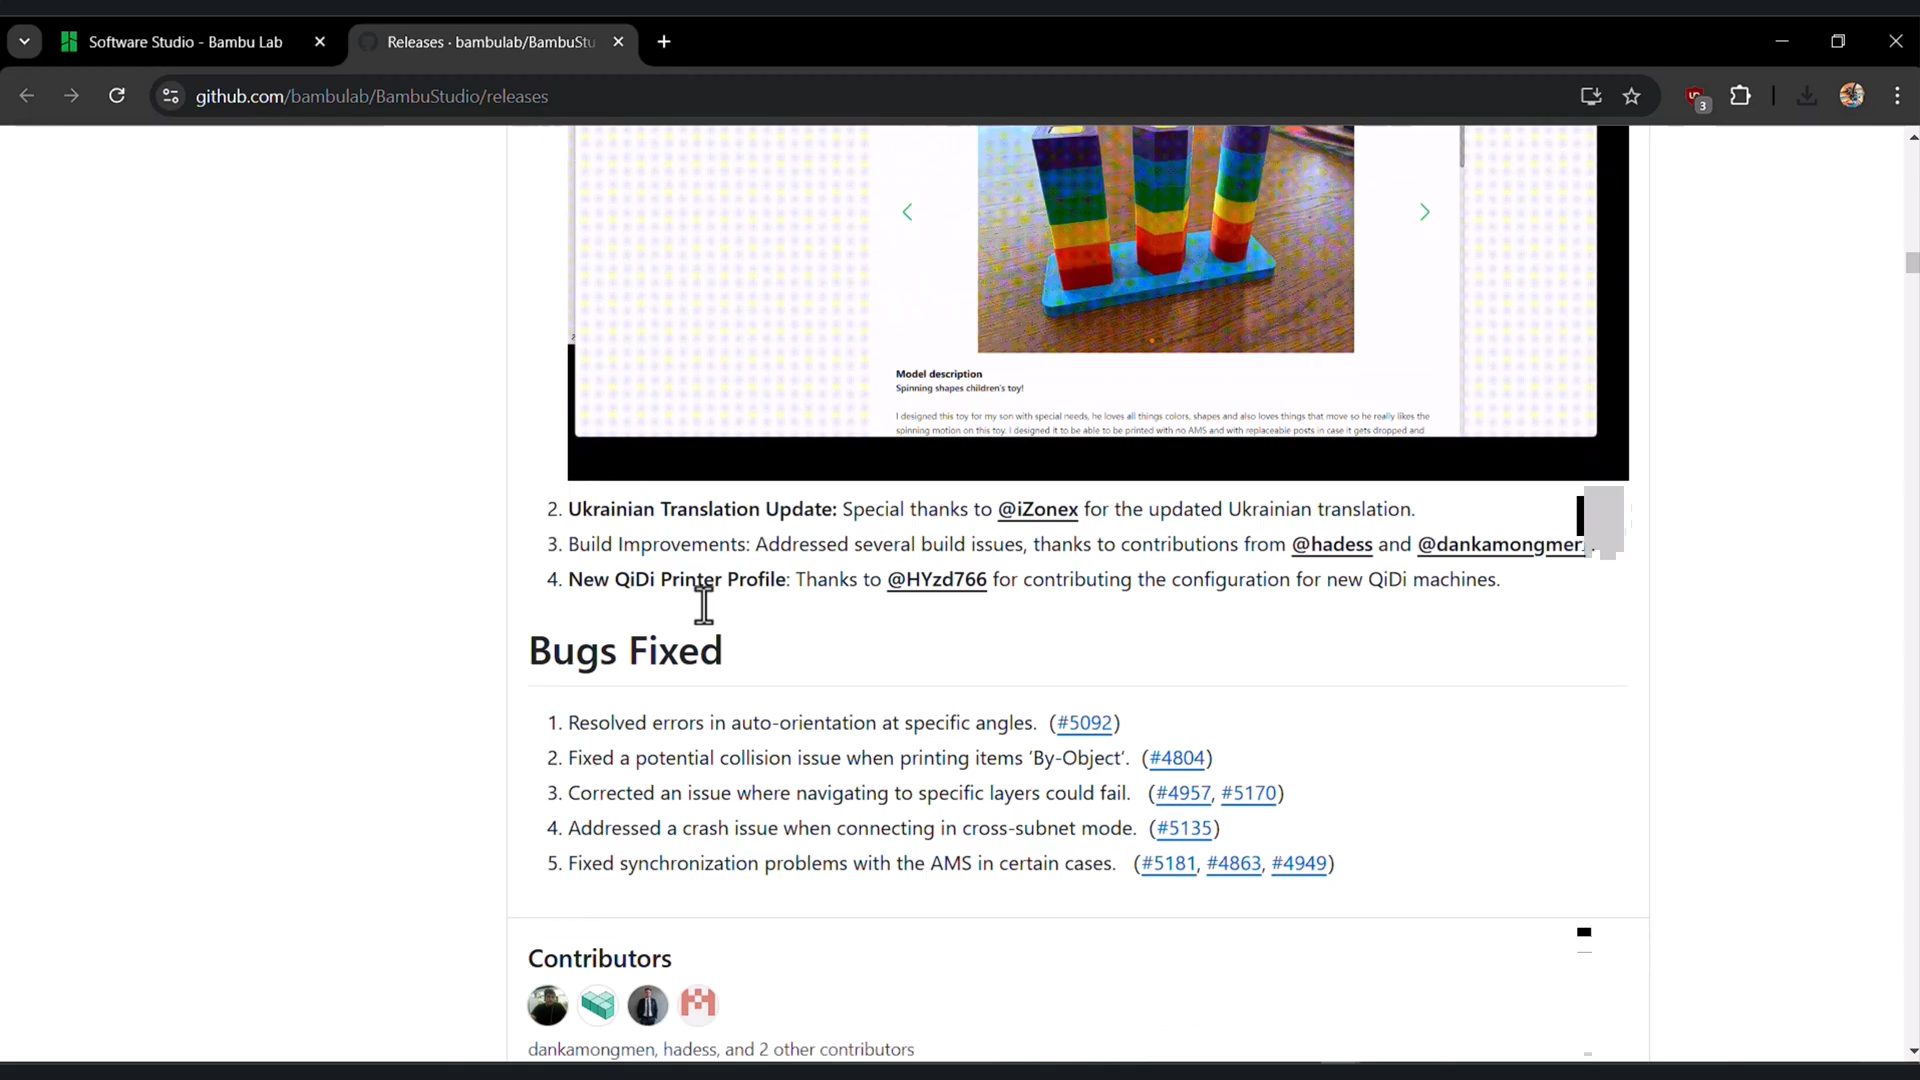 Software Studio - Bambu Lab
Releases · bambulab/BambuStu
github.com/bambulab/BambuStudio/releases
3
Model description
Spinning shapes children's toy!
I designed this toy for my son with special needs, he loves all things colors, shapes and also loves things that move so he really likes the
spinning motion on this toy. I designed it to be able to be printed with no AMS and with replaceable posts in case it gets dropped and
2. Ukrainian Translation Update: Special thanks to @iZonex for the updated Ukrainian translation.
3. Build Improvements: Addressed several build issues, thanks to contributions from @hadess and
4. New QiDi Printer Profile: Thanks to @HYzd766 for contributing the configuration for new QiDi machines.
Bugs Fixed
1. Resolved errors in auto-orientation at specific angles. (#5092)
2. Fixed a potential collision issue when printing items ‘By-Object’. (#4804)
3. Corrected an issue where navigating to specific layers could fail. (#4957, #5170)
4. Addressed a crash issue when connecting in cross-subnet mode. (#5135)
5. Fixed synchronization problems with the AMS in certain cases. (#5181, #4863, #4949)
Contributors
dankamongmen, hadess, and 2 other contributors